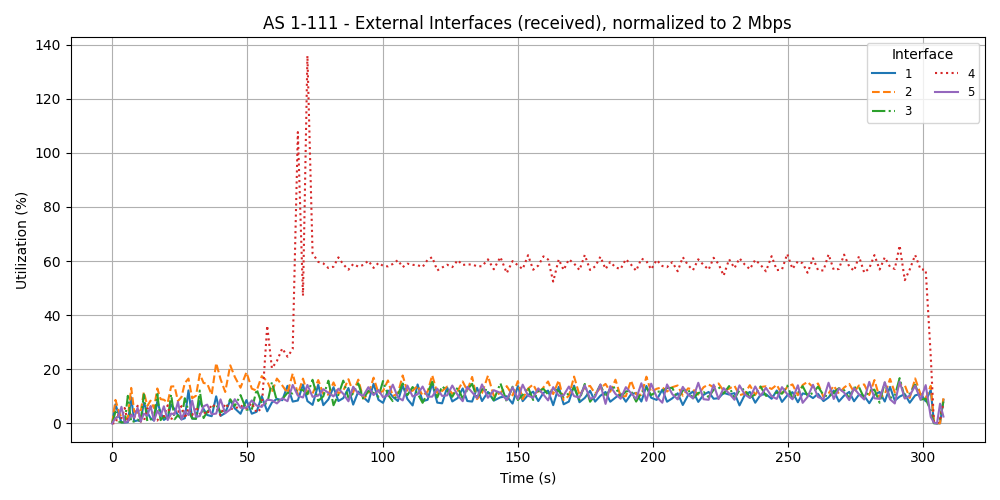 AS 1-111 - External Interfaces (received), normalized to 2 Mbps
Utilization (%)
140
120
100
80
60
40
20
0
0 50 100 150 200 250 300
Time (s)
Interface
1 4
2 5
3